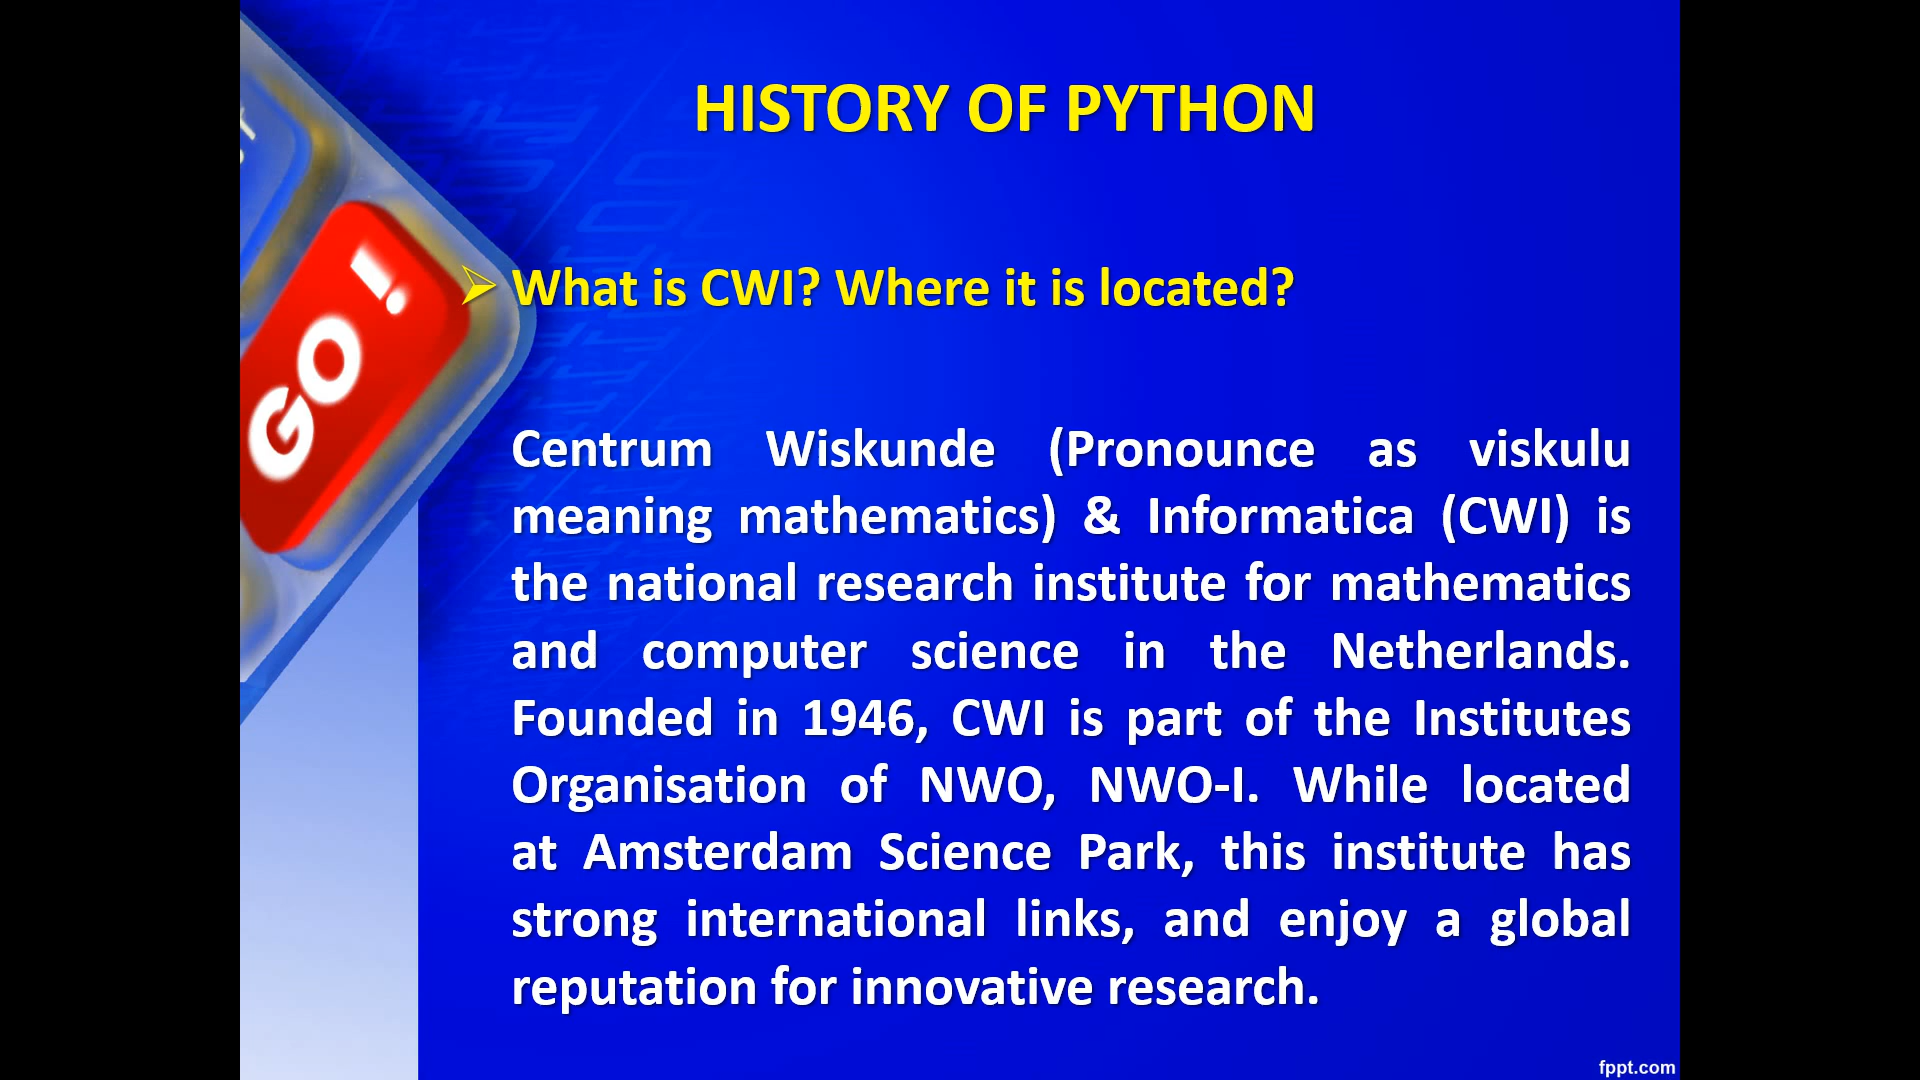 HISTORY OF PYTHON
What is CWI? Where it is located?
Centrum Wiskunde (Pronounce as viskulu
meaning mathematics) & Informatica (CWI) is
the national research institute for mathematics
and computer science in the Netherlands.
Founded in 1946, CWI is part of the Institutes
Organisation of NWO, NWO-I. While located
at Amsterdam Science Park, this institute has
strong international links, and enjoy a global
reputation for innovative research.
GO !
fppt.com